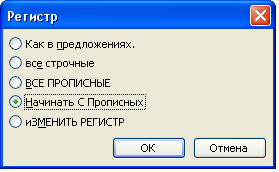 Регистр
Как в предложениях.
все строчные
ВСЕ ПРОПИСНЫЕ
Начинать С Прописных
иЗМЕНИТЬ РЕГИСТР
ОК
Отмена